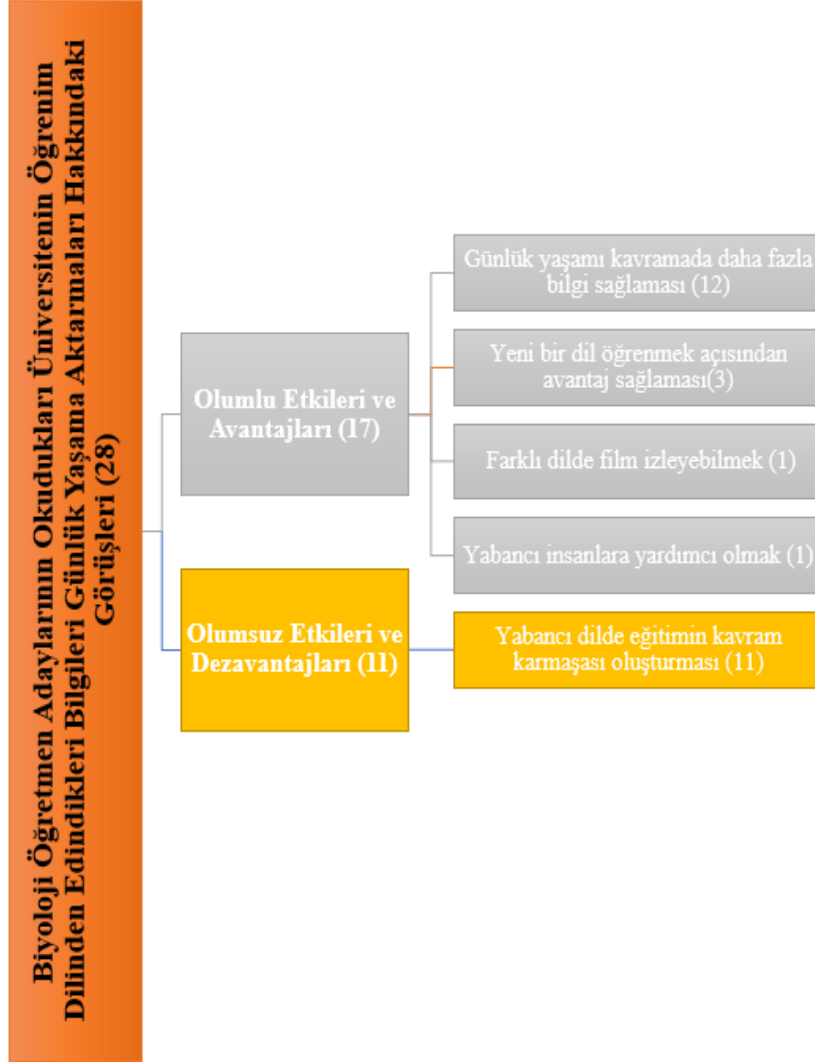 Biyoloji Öğretmen Adaylarının Okudukları Üniversitenin Öğrenim
Dilinden Edindikleri Bilgileri Günlük Yaşama Aktarmaları Hakkındaki
Görüşleri (28)
Olumlu Etkileri ve
Avantajları (17)
Günlük yaşamı kavramada daha fazla
bilgi sağlaması (12)
Yeni bir dil öğrenmek açısından
avantaj sağlaması(3)
Farklı dilde film izleyebilmek (1)
Yabancı insanlara yardımcı olmak (1)
Olumsuz Etkileri ve
Dezavantajları (11)
Yabancı dilde eğitimin kavram
karmaşası oluşturması (11)